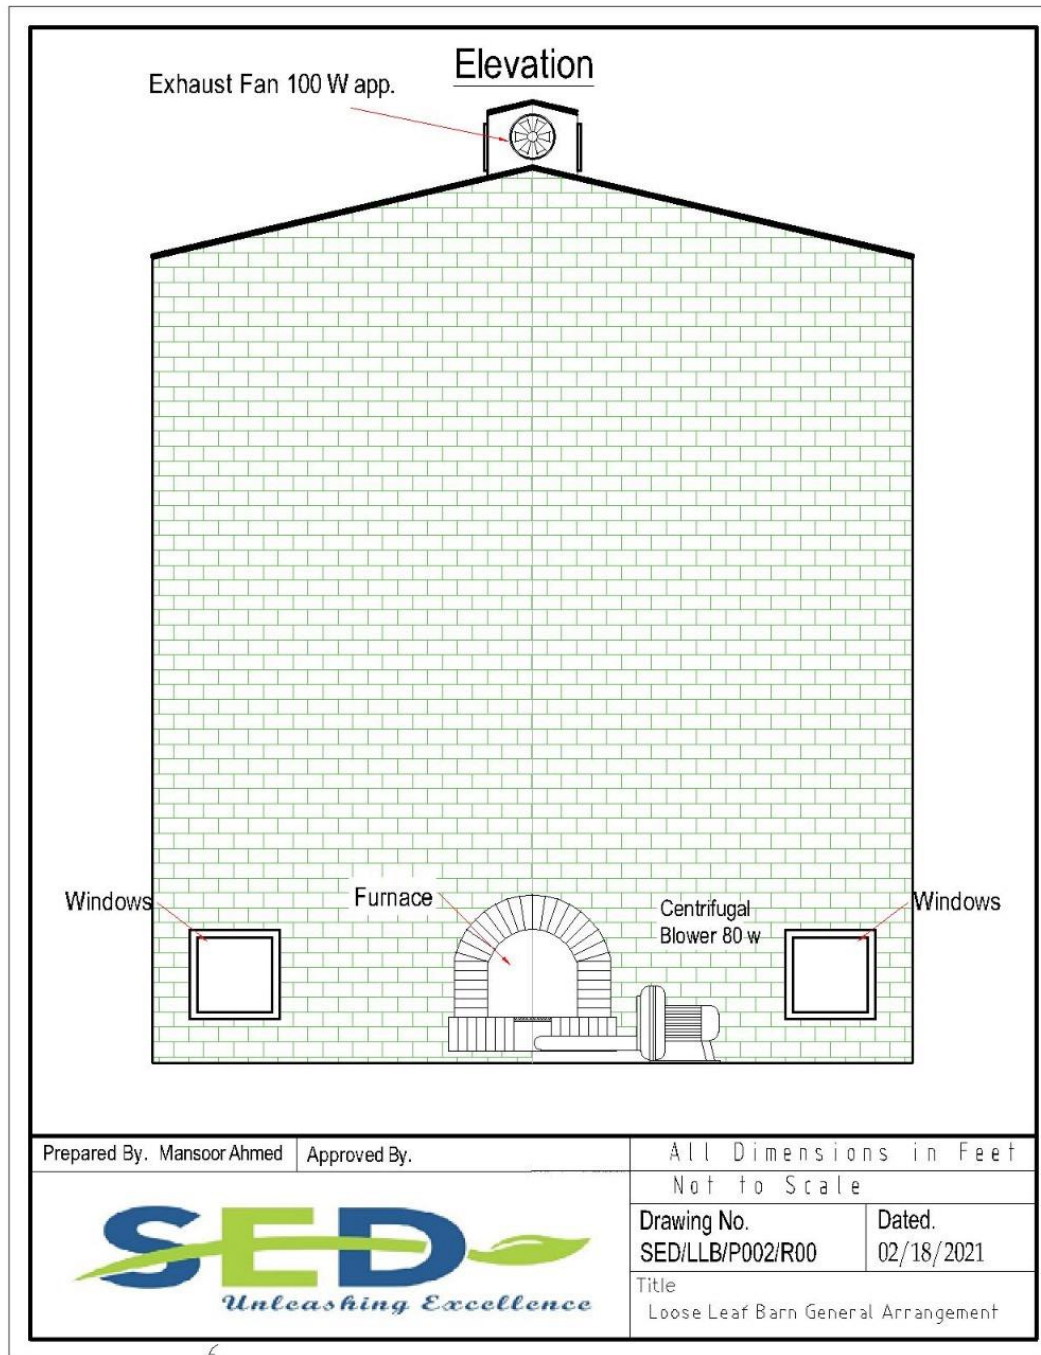 Elevation
Exhaust Fan 100 W app.
Windows
Furnace
Centrifugal
Blower 80 w
Windows
Prepared By. Mansoor Ahmed
Approved By.
All Dimensions in Feet
Not to Scale
Drawing No.
SED/LLB/P002/R00
Dated.
02/18/2021
Title
Loose Leaf Barn General Arrangement
SED
Unleashing Excellence